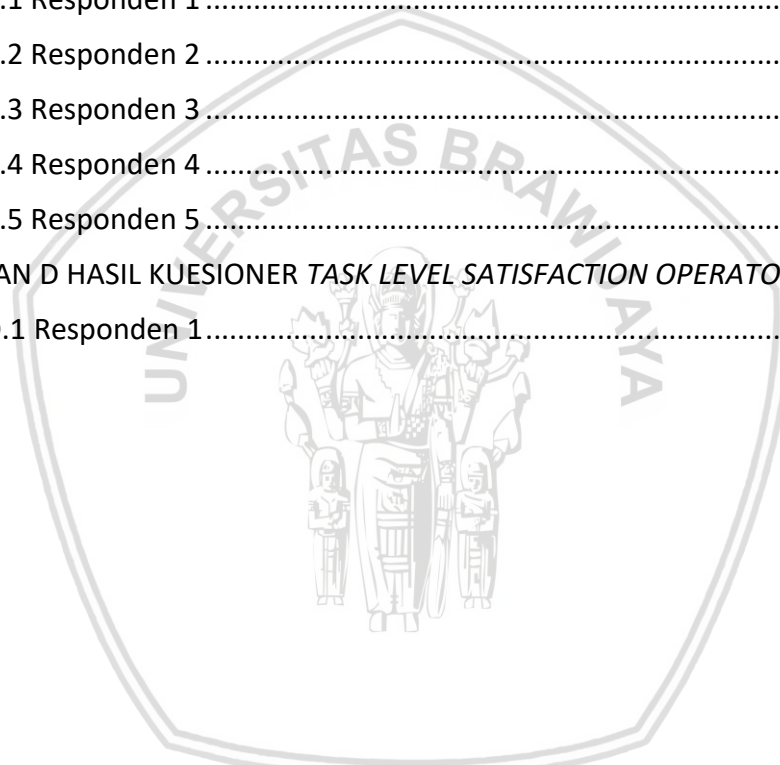 .1 Responden 1...........................................................................
.2 Responden 2...........................................................................
.3 Responden 3...........................................................................
.4 Responden 4...........................................................................
.5 Responden 5...........................................................................
AN D HASIL KUESIONER TASK LEVEL SATISFACTION OPERATO
.1 Responden 1...........................................................................
UNIVERSITAS BRAWIJAYA